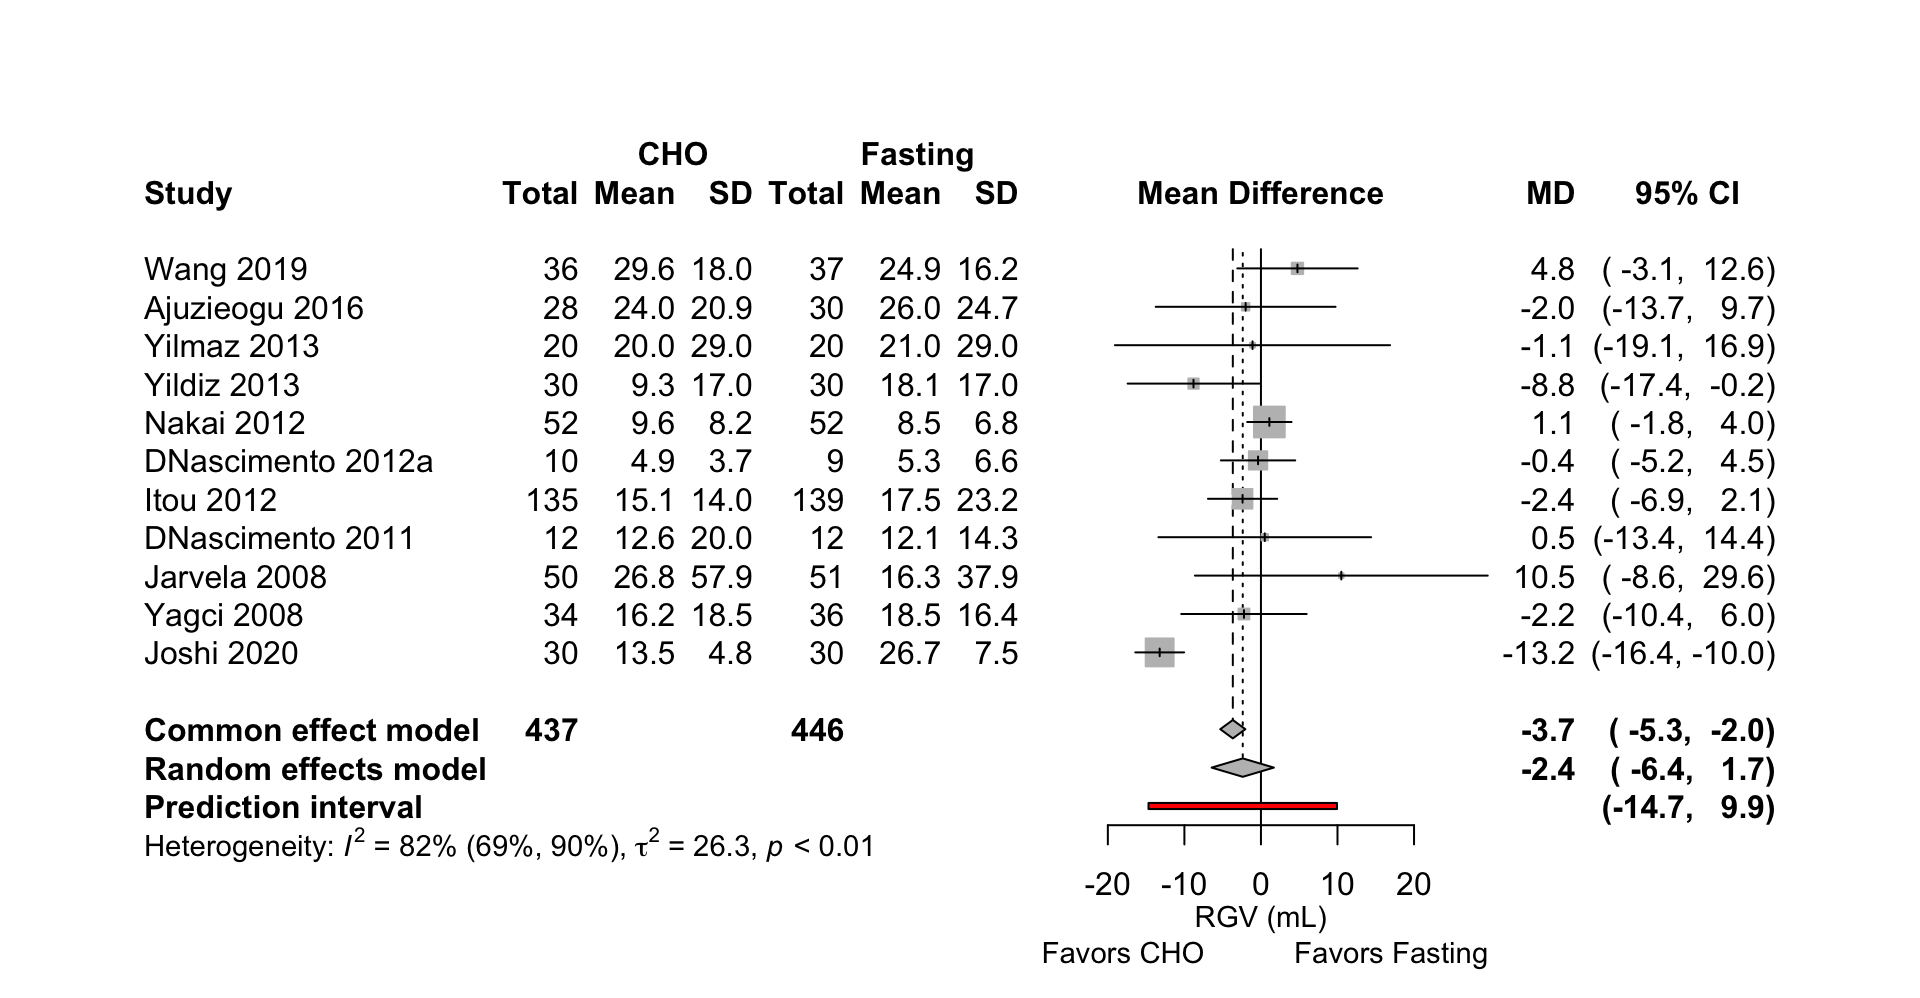 CHO Fasting
Study Total Mean SD Total Mean SD Mean Difference MD 95% CI
Wang 2019 36 29.6 18.0 37 24.9 16.2 4.8 ( -3.1, 12.6)
Ajuzieogu 2016 28 24.0 20.9 30 26.0 24.7 -2.0 (-13.7, 9.7)
Yilmaz 2013 20 20.0 29.0 20 21.0 29.0 -1.1 (-19.1, 16.9)
Yildiz 2013 30 9.3 17.0 30 18.1 17.0 -8.8 (-17.4, -0.2)
Nakai 2012 52 9.6 8.2 52 8.5 6.8 1.1 ( -1.8, 4.0)
DNascimento 2012a 10 4.9 3.7 9 5.3 6.6 -0.4 ( -5.2, 4.5)
Itou 2012 135 15.1 14.0 139 17.5 23.2 -2.4 ( -6.9, 2.1)
DNascimento 2011 12 12.6 20.0 12 12.1 14.3 0.5 (-13.4, 14.4)
Jarvela 2008 50 26.8 57.9 51 16.3 37.9 10.5 ( -8.6, 29.6)
Yagci 2008 34 16.2 18.5 36 18.5 16.4 -2.2 (-10.4, 6.0)
Joshi 2020 30 13.5 4.8 30 26.7 7.5 -13.2 (-16.4, -10.0)
Common effect model 437 446 -3.7 ( -5.3, -2.0)
Random effects model -2.4 ( -6.4, 1.7)
Prediction interval (-14.7, 9.9)
Heterogeneity: I² = 82% (69%, 90%), τ² = 26.3, p < 0.01
-20 -10 0 10 20
RGV (mL)
Favors CHO Favors Fasting